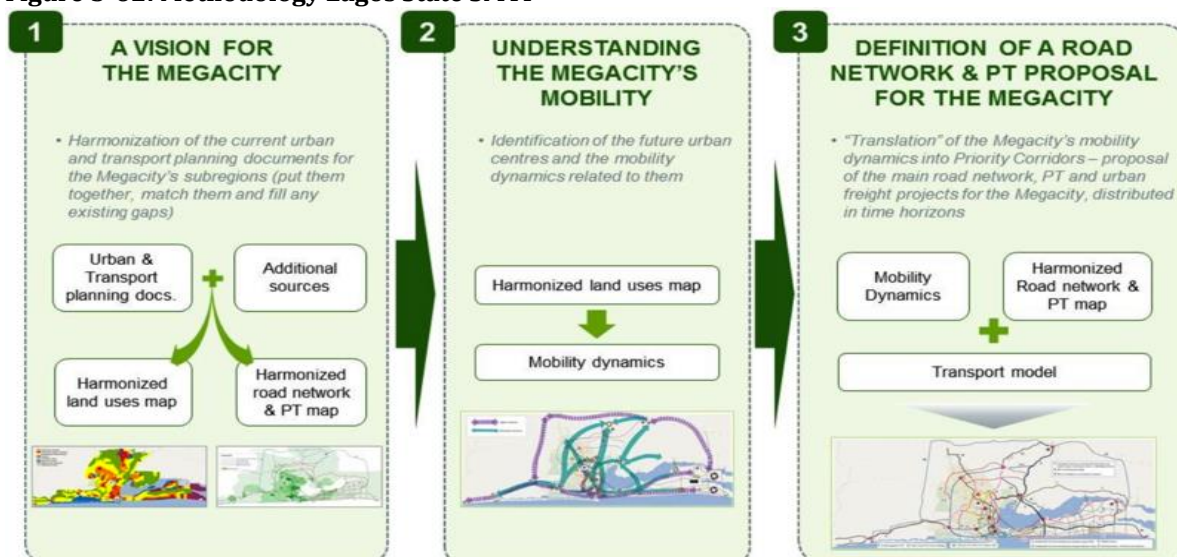 1
A VISION FOR
THE MEGACITY
• Harmonization of the current urban
and transport planning documents for
the Megacity's subregions (put them
together, match them and fill any
existing gaps)
Urban &
Transport
planning docs.
Additional
sources
Harmonized
land uses map
Harmonized
road network
& PT map
2
UNDERSTANDING
THE MEGACITY'S
MOBILITY
• Identification of the future urban
centres and the mobility
dynamics related to them
Harmonized land uses map
Mobility dynamics
3
DEFINITION OF A ROAD
NETWORK & PT PROPOSAL
FOR THE MEGACITY
• "Translation" of the Megacity's mobility
dynamics into Priority Corridors – proposal
of the main road network, PT and urban
freight projects for the Megacity, distributed
in time horizons
Mobility
Dynamics
Harmonized
Road network &
PT map
Transport model